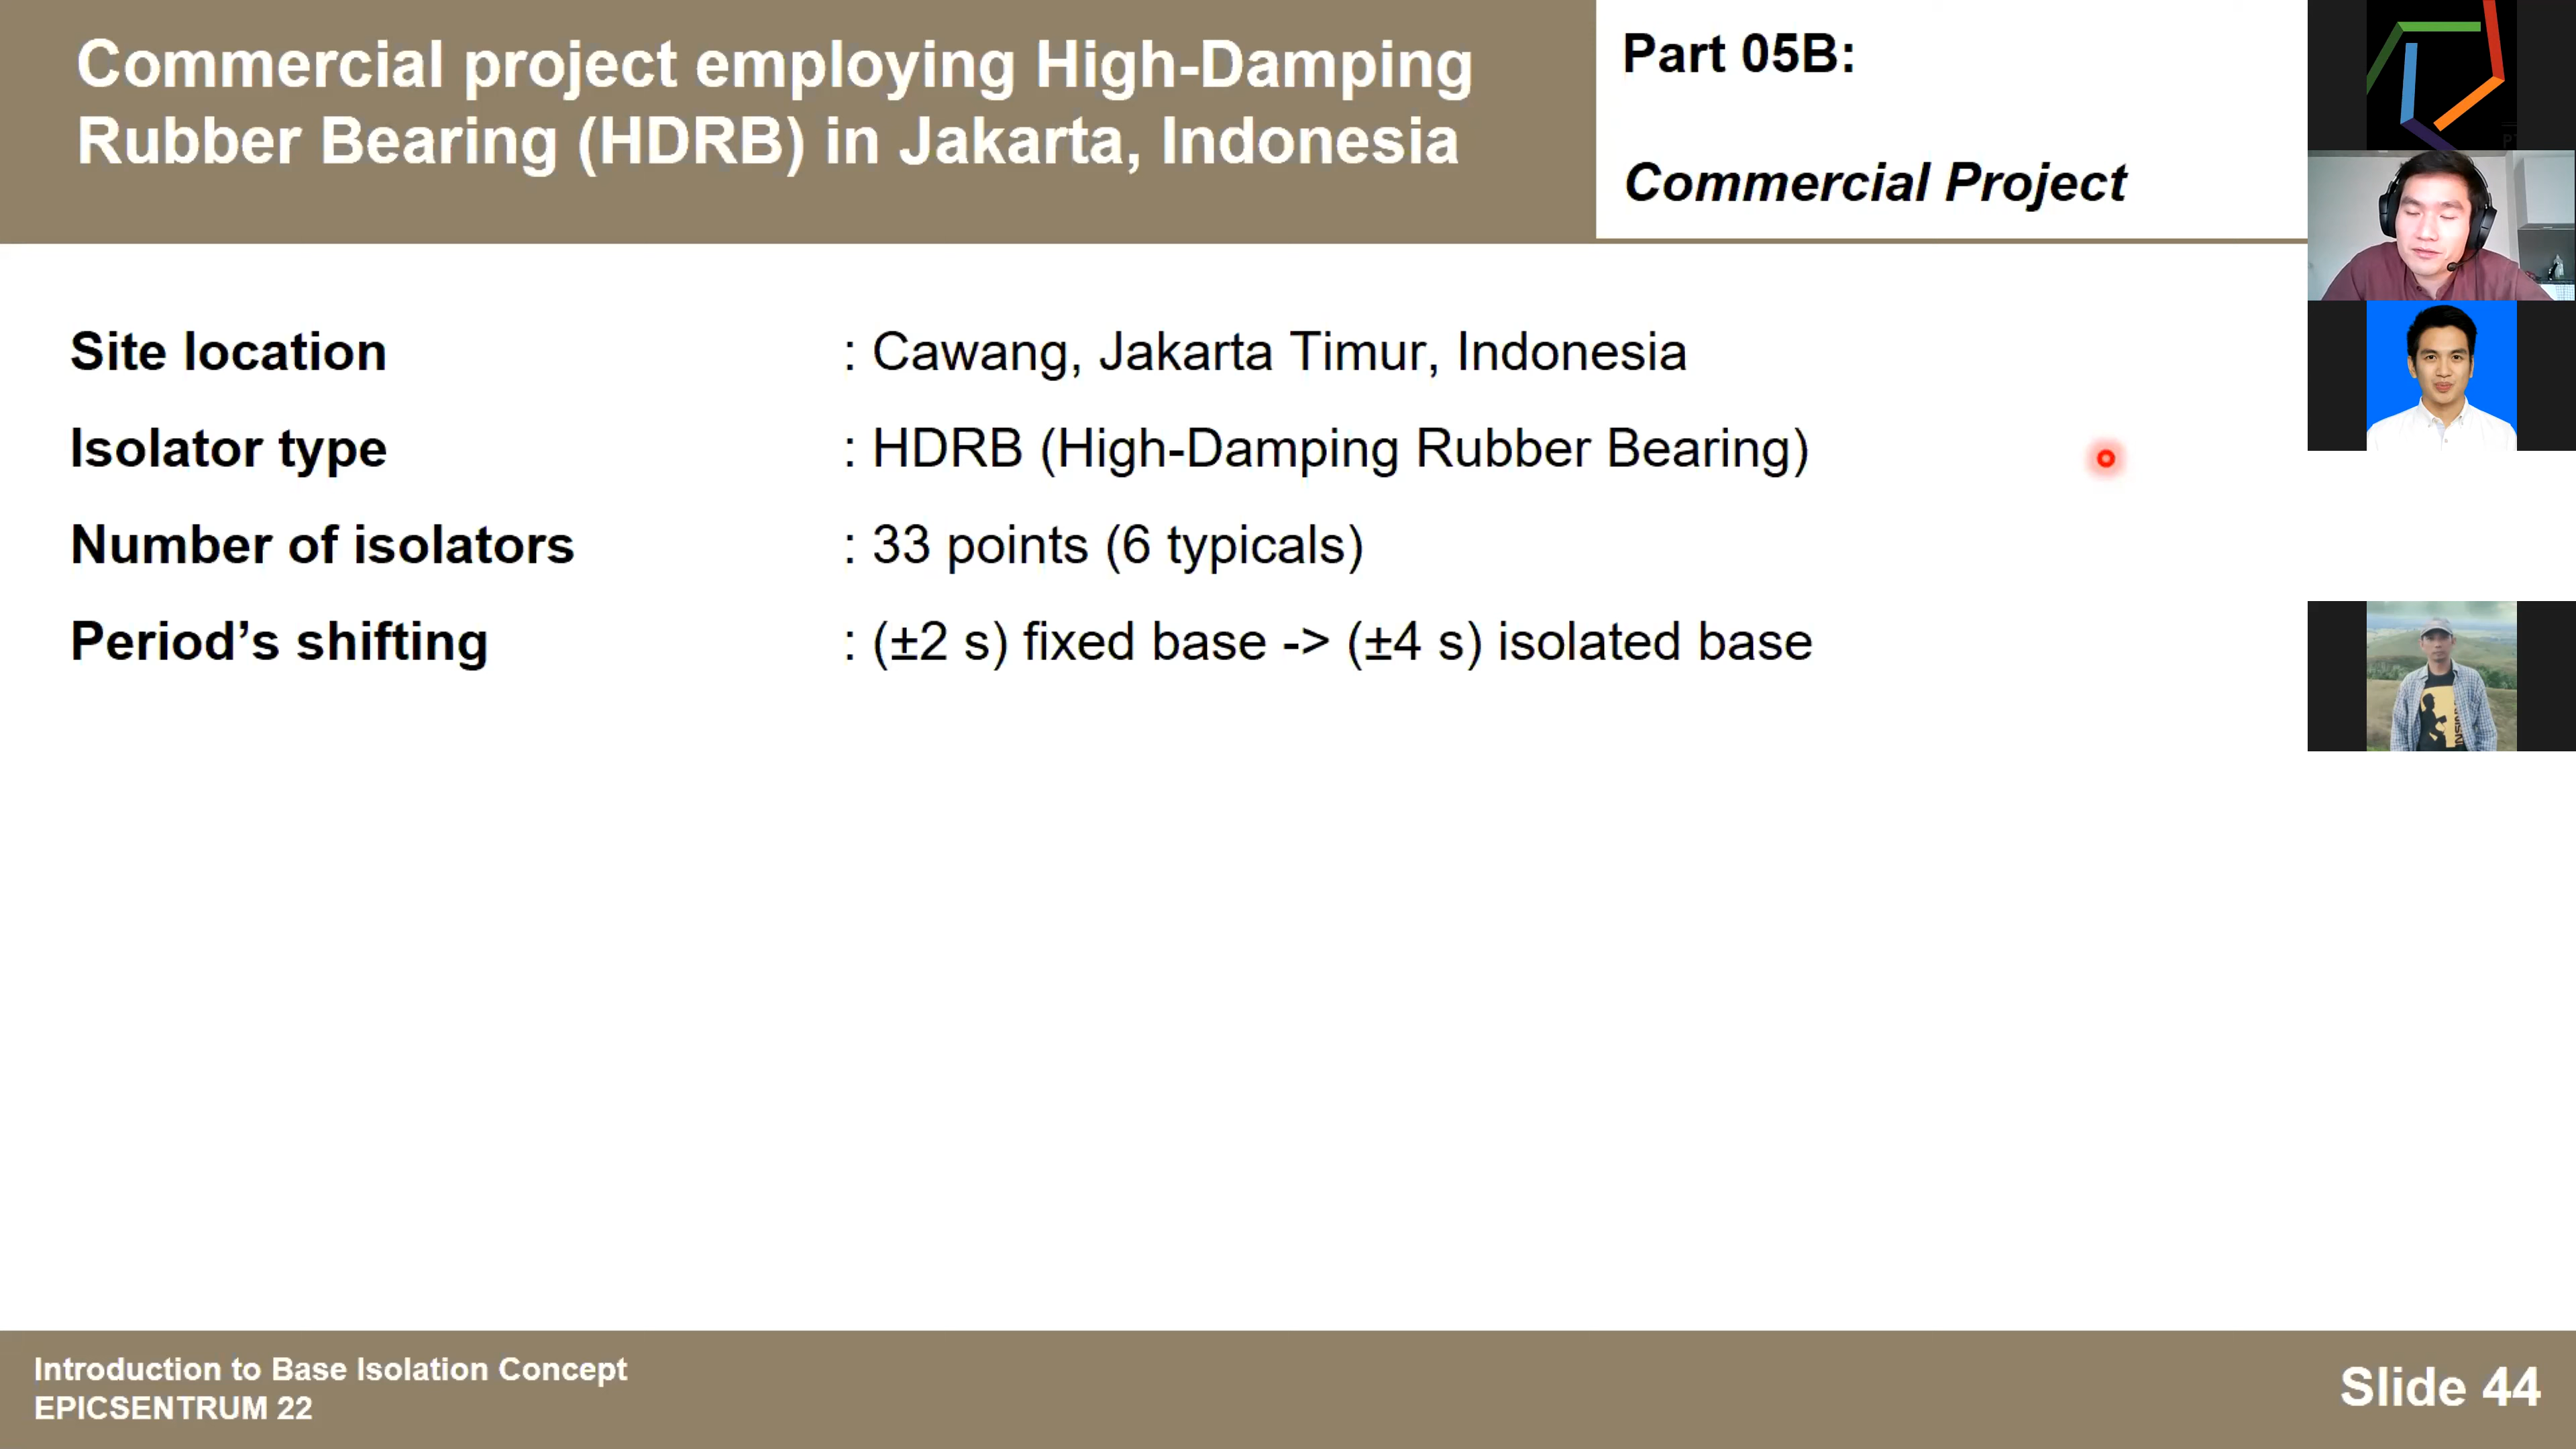 Commercial project employing High-Damping
Rubber Bearing (HDRB) in Jakarta, Indonesia
Part 05B:
Commercial Project
Site location : Cawang, Jakarta Timur, Indonesia
Isolator type : HDRB (High-Damping Rubber Bearing)
Number of isolators : 33 points (6 typicals)
Period’s shifting : (±2 s) fixed base -> (±4 s) isolated base
Introduction to Base Isolation Concept
EPICSENTRUM 22
Slide 44